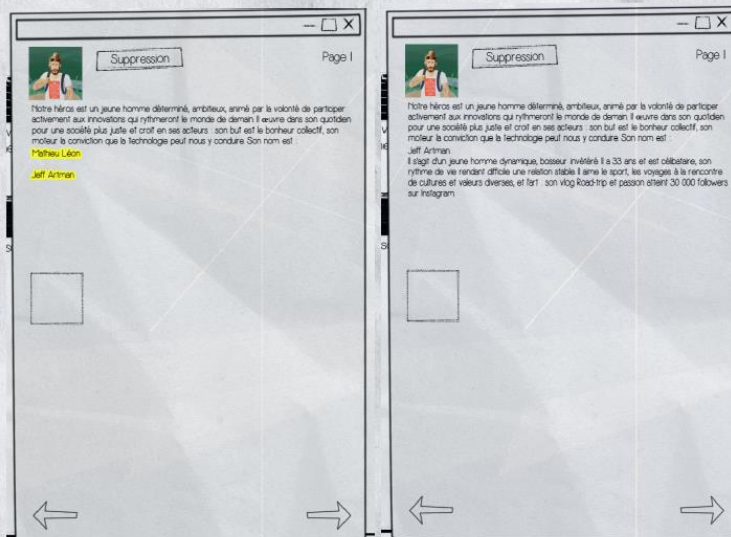 Suppression
Page 1
Notre héros est un jeune homme déterminé, ambitieux, animé par la volonté de participer
activement aux innovations qui rythmeront le monde de demain. Il œuvre dans son quotidien
pour une société plus juste et croit en ses acteurs : son but est le bonheur collectif, son
moteur la conviction que la technologie peut nous y conduire. Son nom est :
Mathieu Léon
Jeff Artman
Suppression
Page 1
Notre héros est un jeune homme déterminé, ambitieux, animé par la volonté de participer
activement aux innovations qui rythmeront le monde de demain. Il œuvre dans son quotidien
pour une société plus juste et croit en ses acteurs : son but est le bonheur collectif, son
moteur la conviction que la technologie peut nous y conduire. Son nom est :
Jeff Artman
Il s'agit d'un jeune homme dynamique, bosseur invétéré. Il a 33 ans et est célibataire, son
rythme de vie rendant difficile une relation stable. Il aime le sport, les voyages à la rencontre
de cultures et valeurs diverses, et l'art : son vlog Road-trip et passion atteint 30 000 followers
sur Instagram.